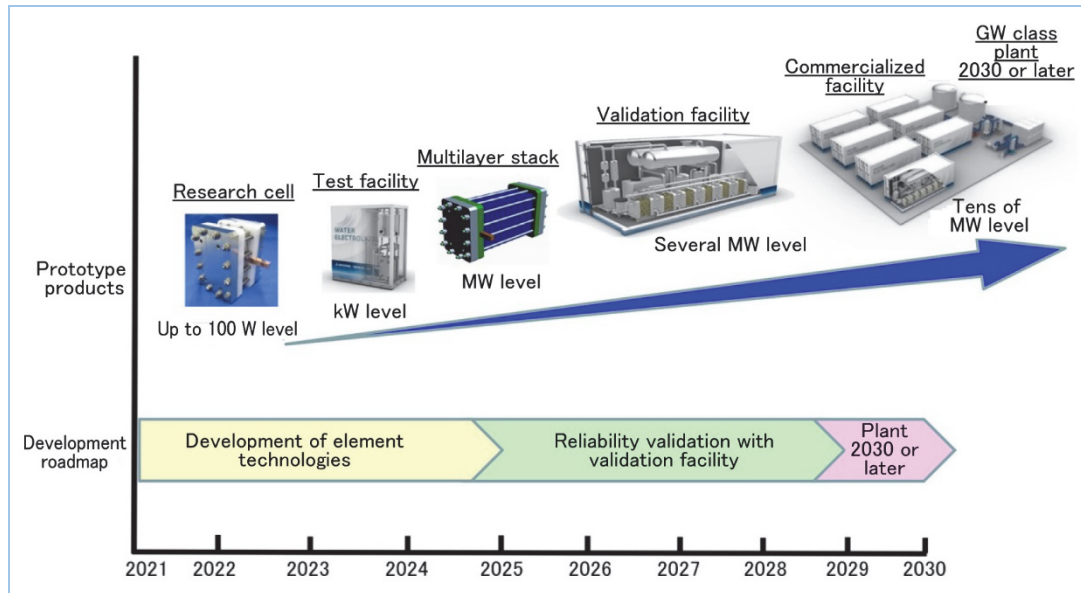 GW class
plant
2030 or later
Commercialized
facility
Validation facility
Multilayer stack
Test facility
Research cell
WATER
Tens of
MW level
Several MW level
MW level
kW level
Up to 100 W level
Prototype
products
Development
roadmap
Development of element
technologies
Reliability validation with
validation facility
Plant
2030 or
later
2021 2022 2023 2024 2025 2026 2027 2028 2029 2030